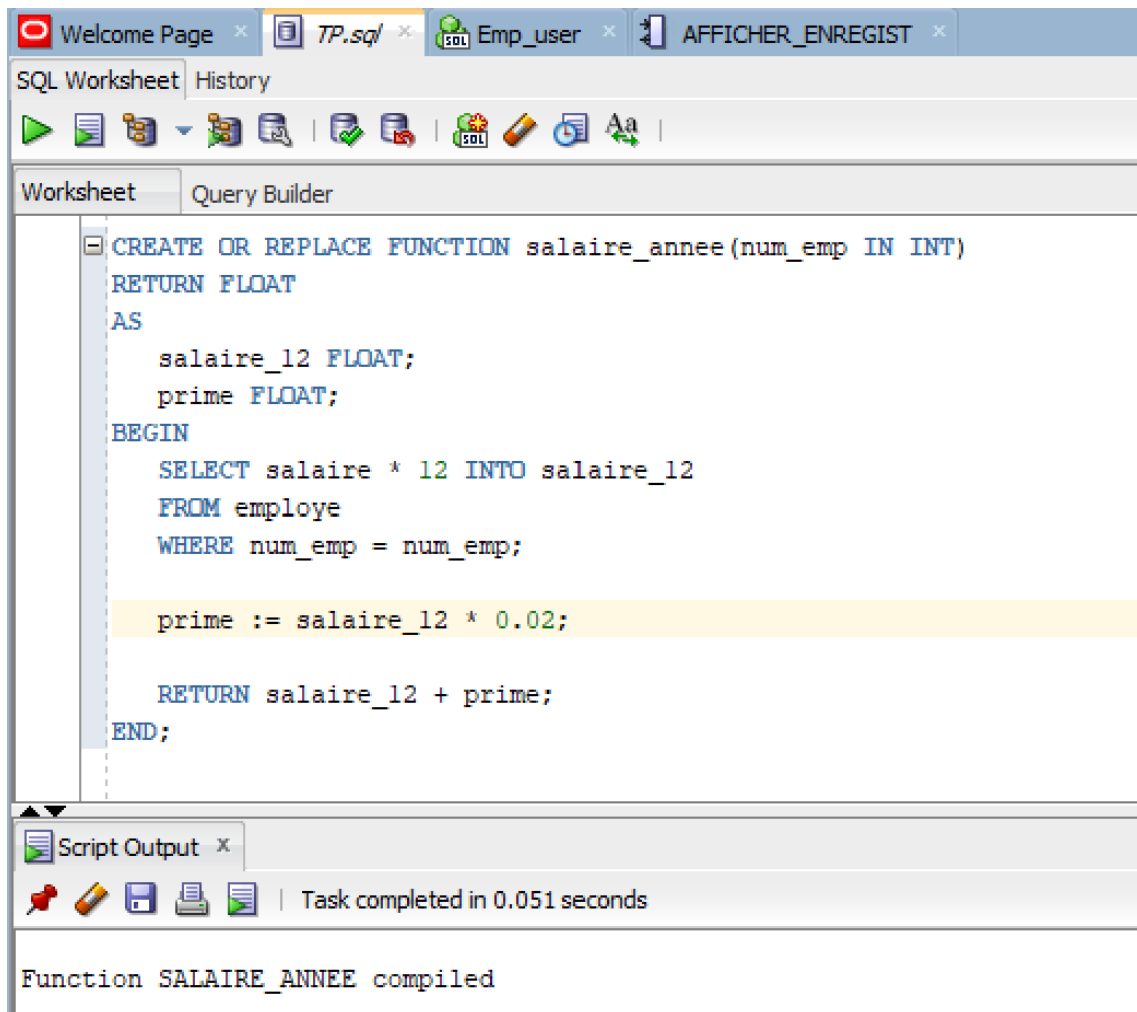 Welcome Page TP.sql Emp_user AFFICHER_ENREGIST
SQL Worksheet History
Worksheet Query Builder
CREATE OR REPLACE FUNCTION salaire_annee(num_emp IN INT)
RETURN FLOAT
AS
salaire_12 FLOAT;
prime FLOAT;
BEGIN
SELECT salaire * 12 INTO salaire_12
FROM employe
WHERE num_emp = num_emp;
prime := salaire_12 * 0.02;
RETURN salaire_12 + prime;
END;
Script Output
Task completed in 0.051 seconds
Function SALAIRE_ANNEE compiled